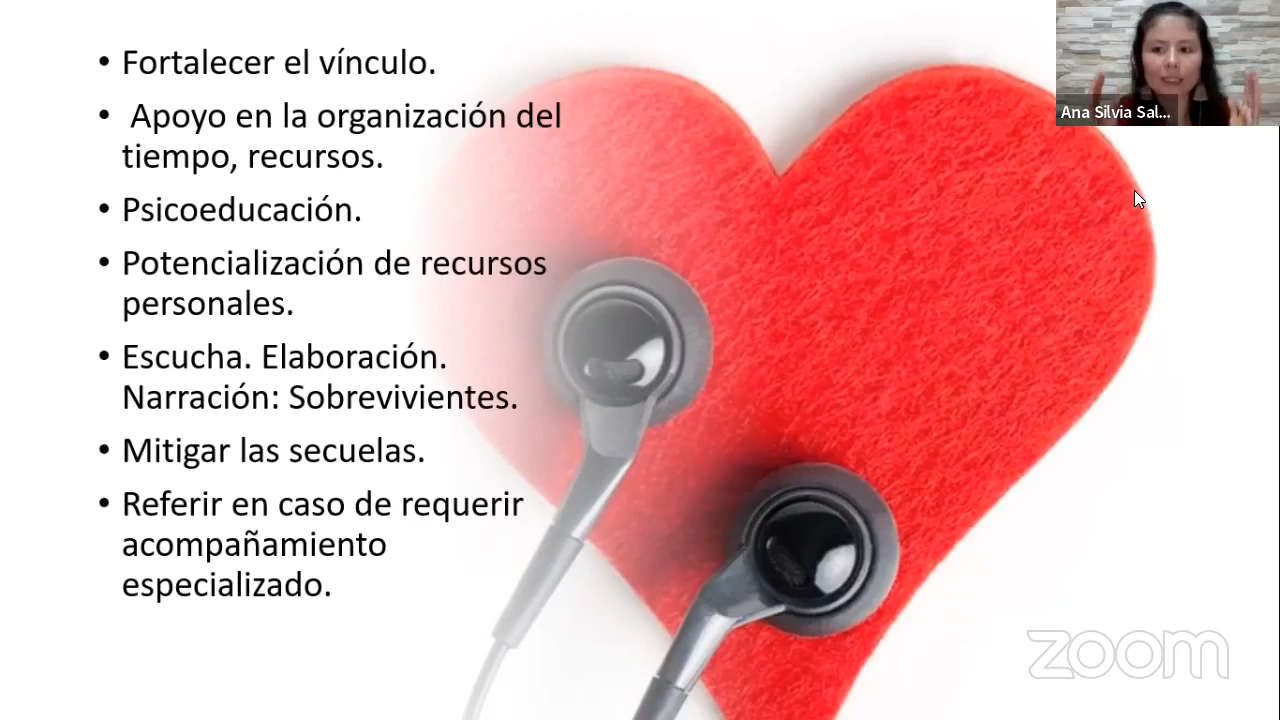 • Fortalecer el vínculo.
• Apoyo en la organización del
tiempo, recursos.
• Psicoeducación.
• Potencialización de recursos
personales.
• Escucha. Elaboración.
Narración: Sobrevivientes.
• Mitigar las secuelas.
• Referir en caso de requerir
acompañamiento
especializado.
Ana Silvia Sal...
zoom